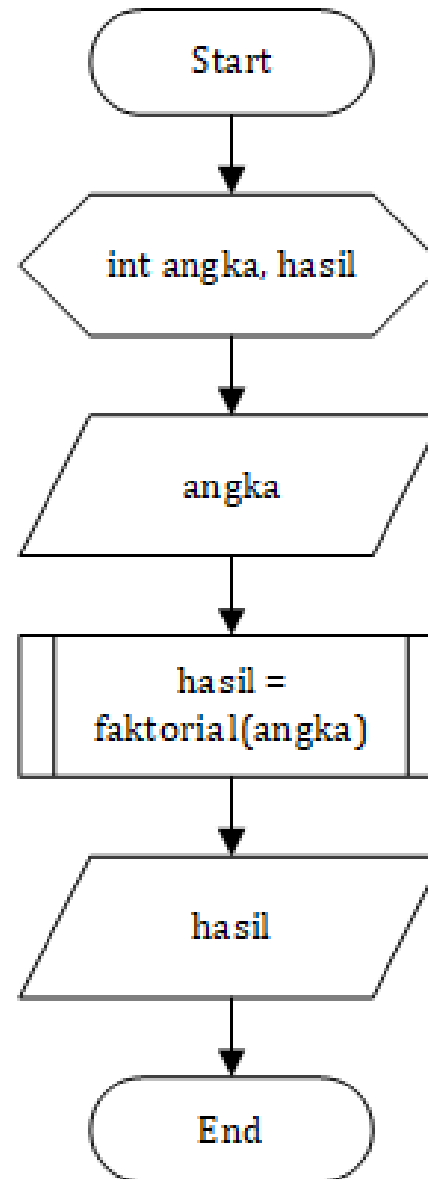 Start
int angka, hasil
angka
hasil =
faktorial(angka)
hasil
End